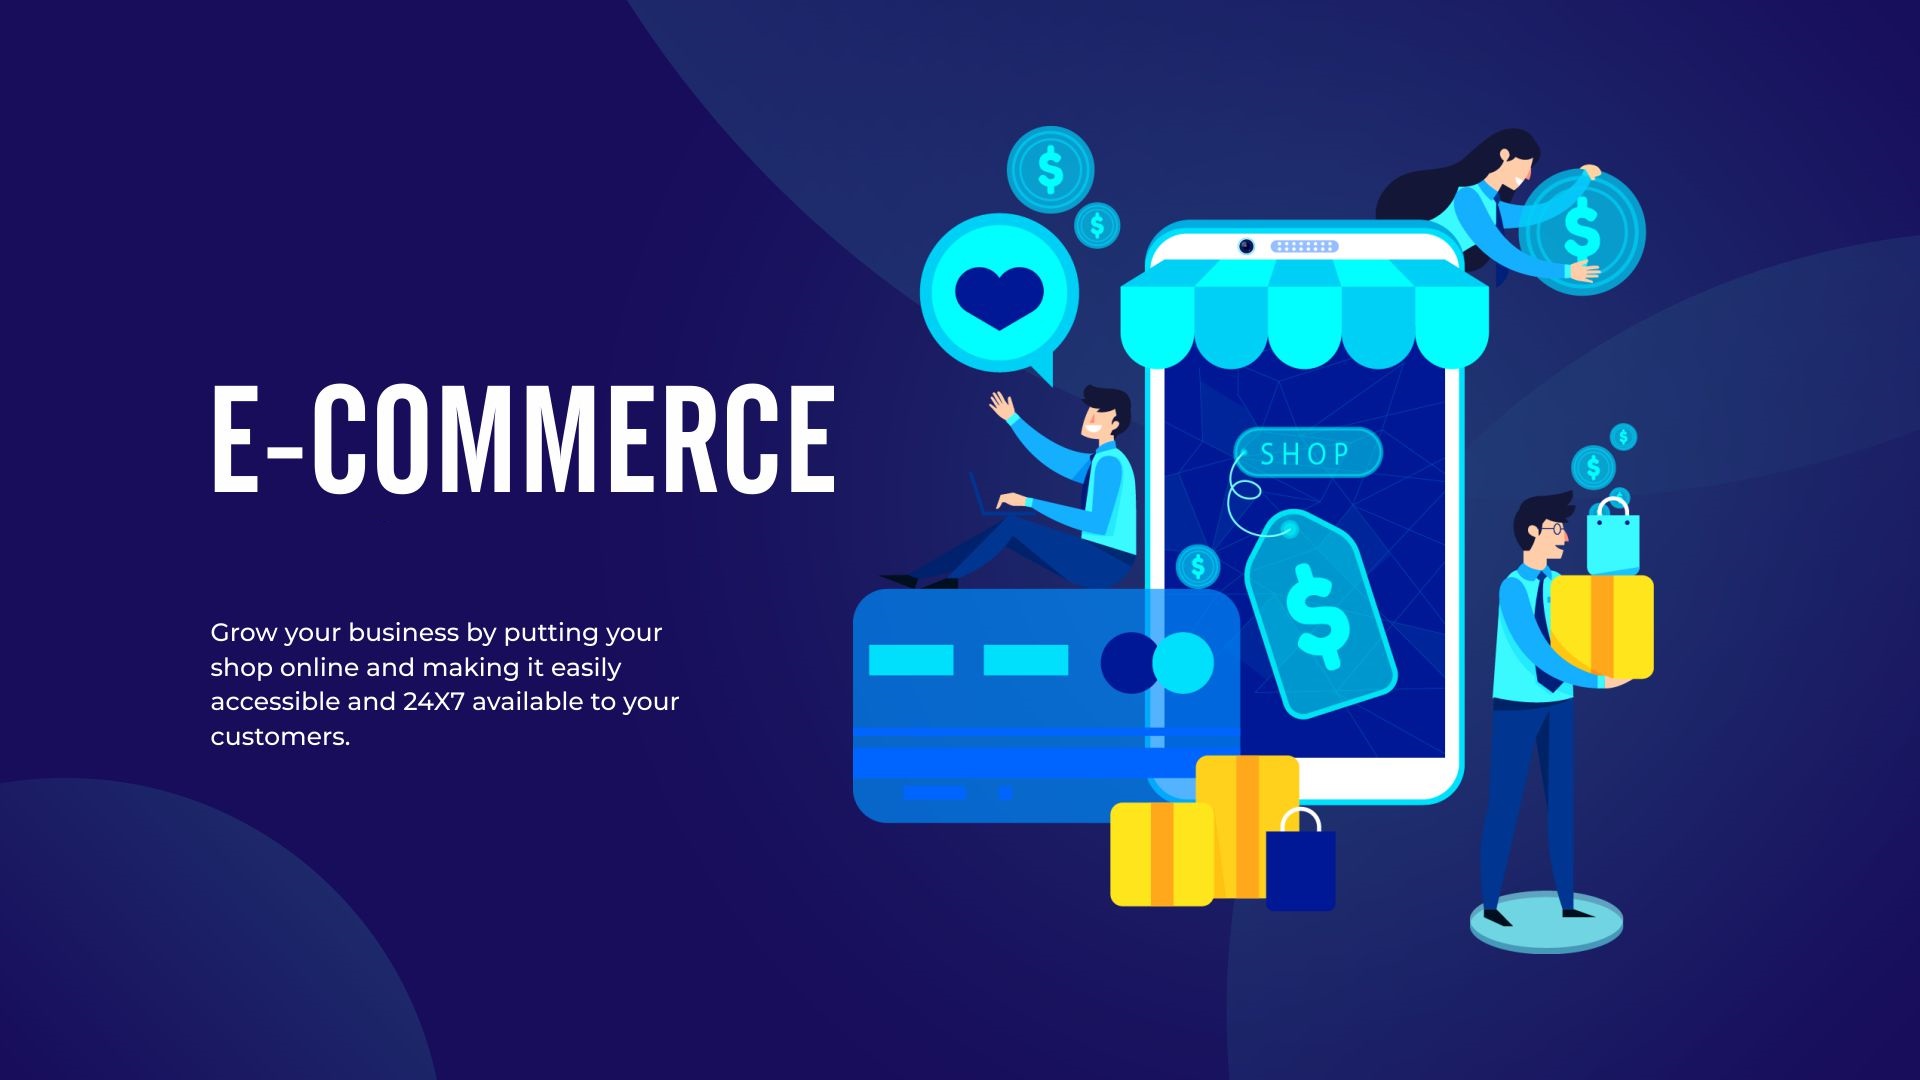 E-COMMERCE
Grow your business by putting your
shop online and making it easily
accessible and 24X7 available to your
customers.
$
$
$
SHOP
$
$
$
$
$